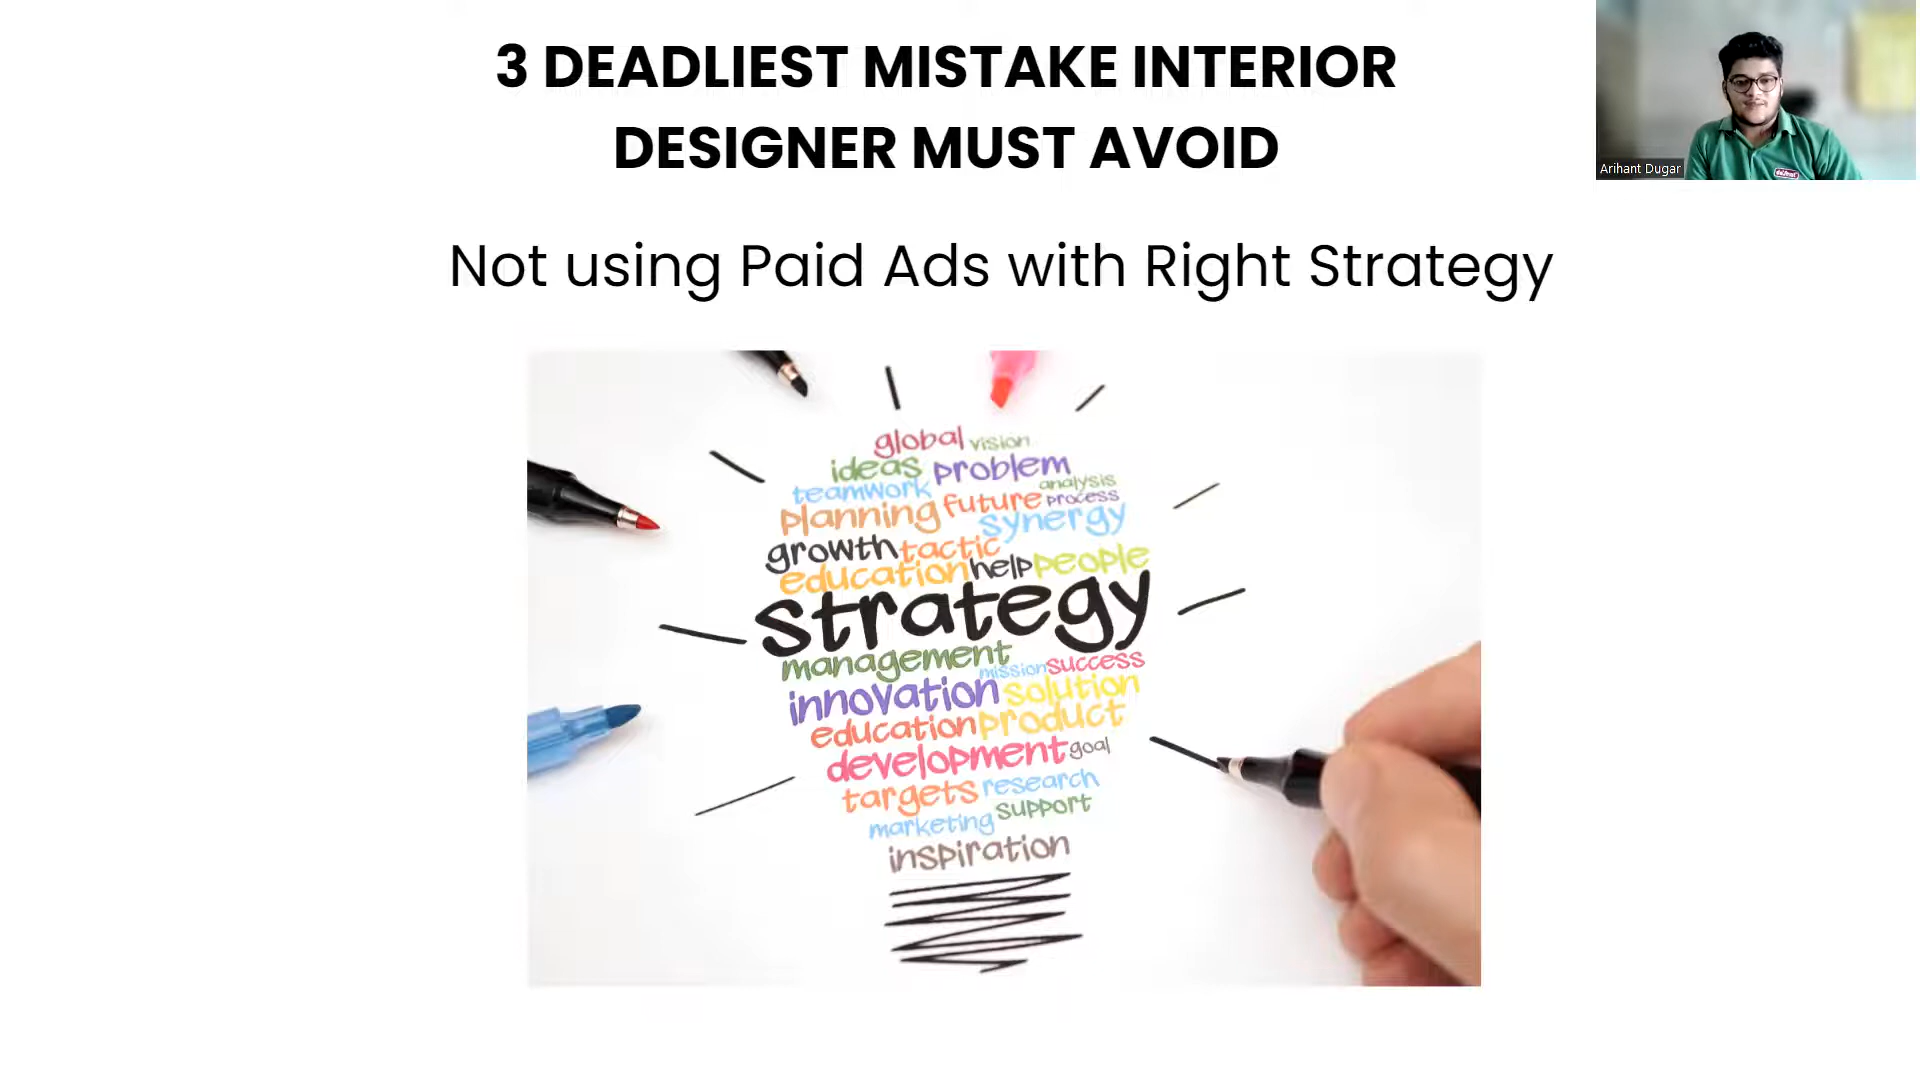 3 DEADLIEST MISTAKE INTERIOR
DESIGNER MUST AVOID
Arihant Dugar
Not using Paid Ads with Right Strategy
global vision
ideas problem
teamwork analysis
planning future process
synergy
growth tactic
education help people
strategy
management mission success
innovation solution
education product
development goal
targets research
marketing support
inspiration